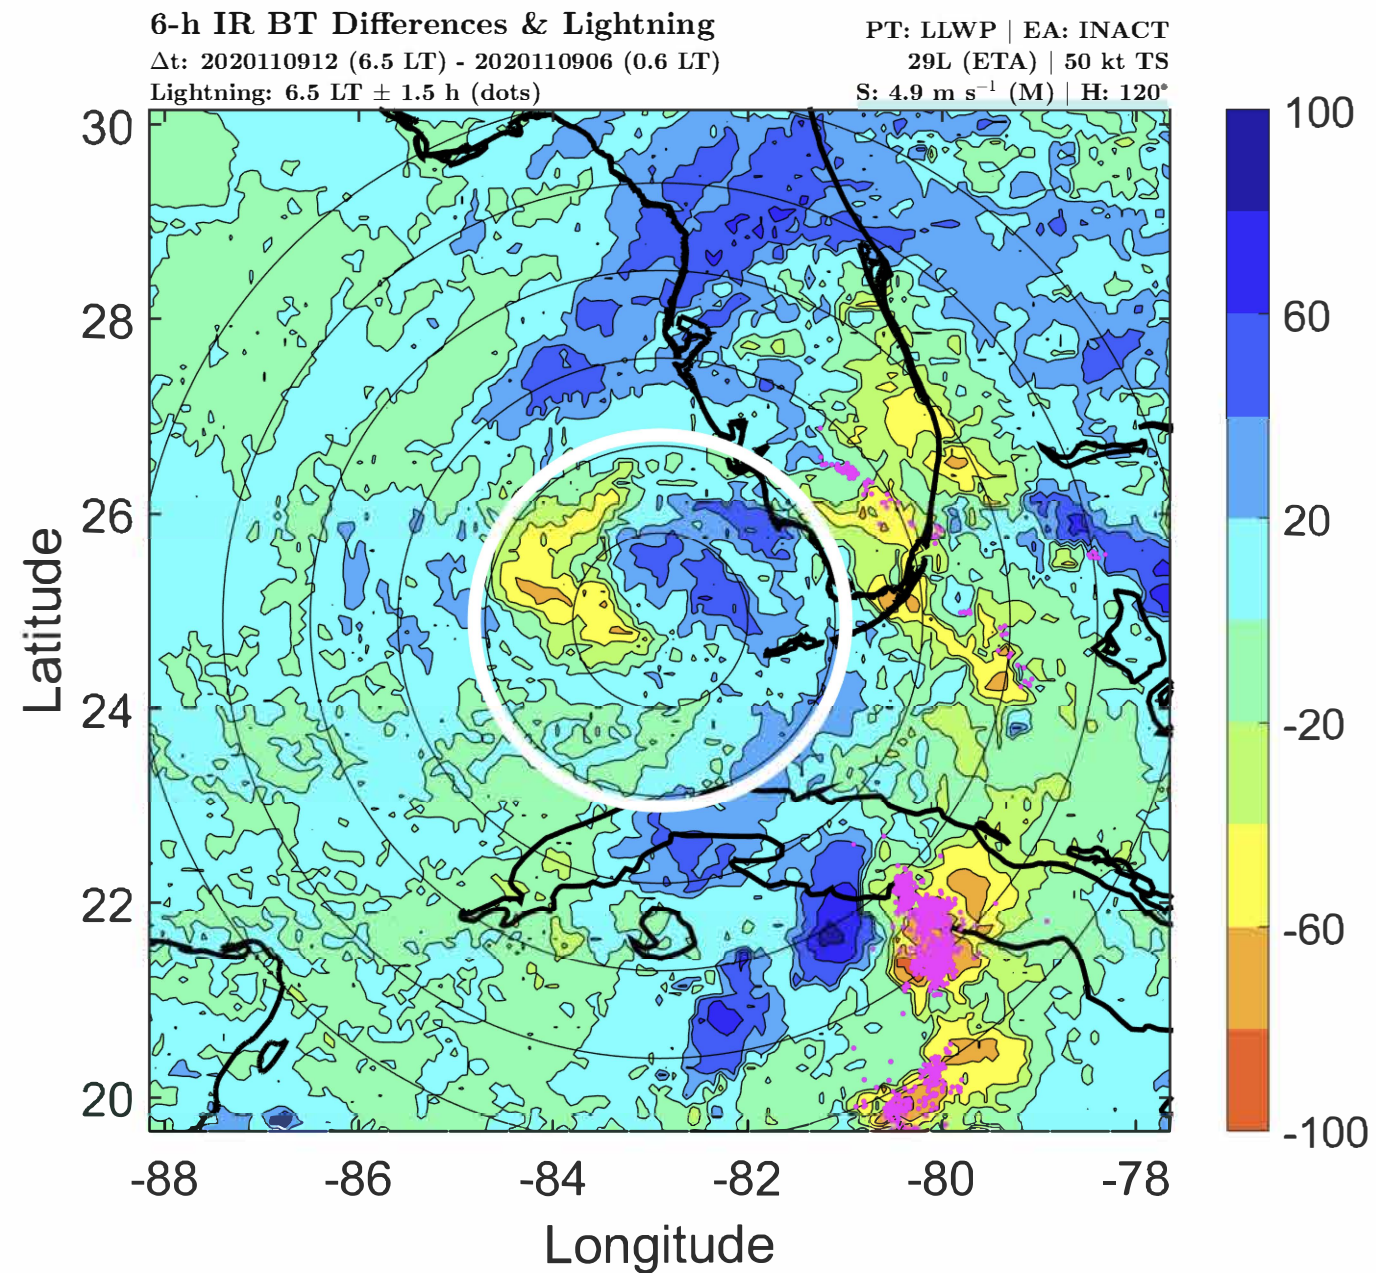 6-h IR BT Differences & Lightning
Δt: 2020110912 (6.5 LT) - 2020110906 (0.6 LT)
Lightning: 6.5 LT ± 1.5 h (dots)
PT: LLWP | EA: INACT
29L (ETA) | 50 kt TS
S: 4.9 m s⁻¹ (M) | H: 120°
30
28
26
24
22
20
Latitude
-88
-86
-84
-82
-80
-78
Longitude
100
60
20
-20
-60
-100